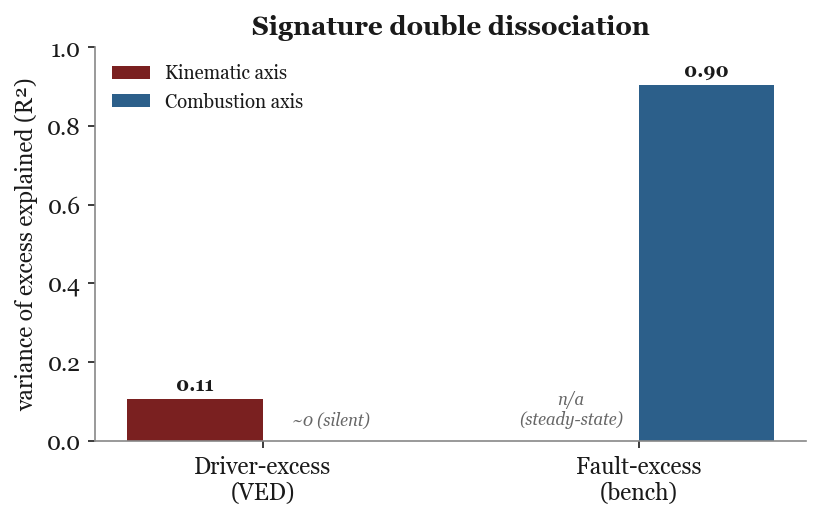 Signature double dissociation
variance of excess explained (R²)
1.0
0.8
0.6
0.4
0.2
0.0
Kinematic axis
Combustion axis
0.11
~0 (silent)
n/a
(steady-state)
0.90
Driver-excess
(VED)
Fault-excess
(bench)